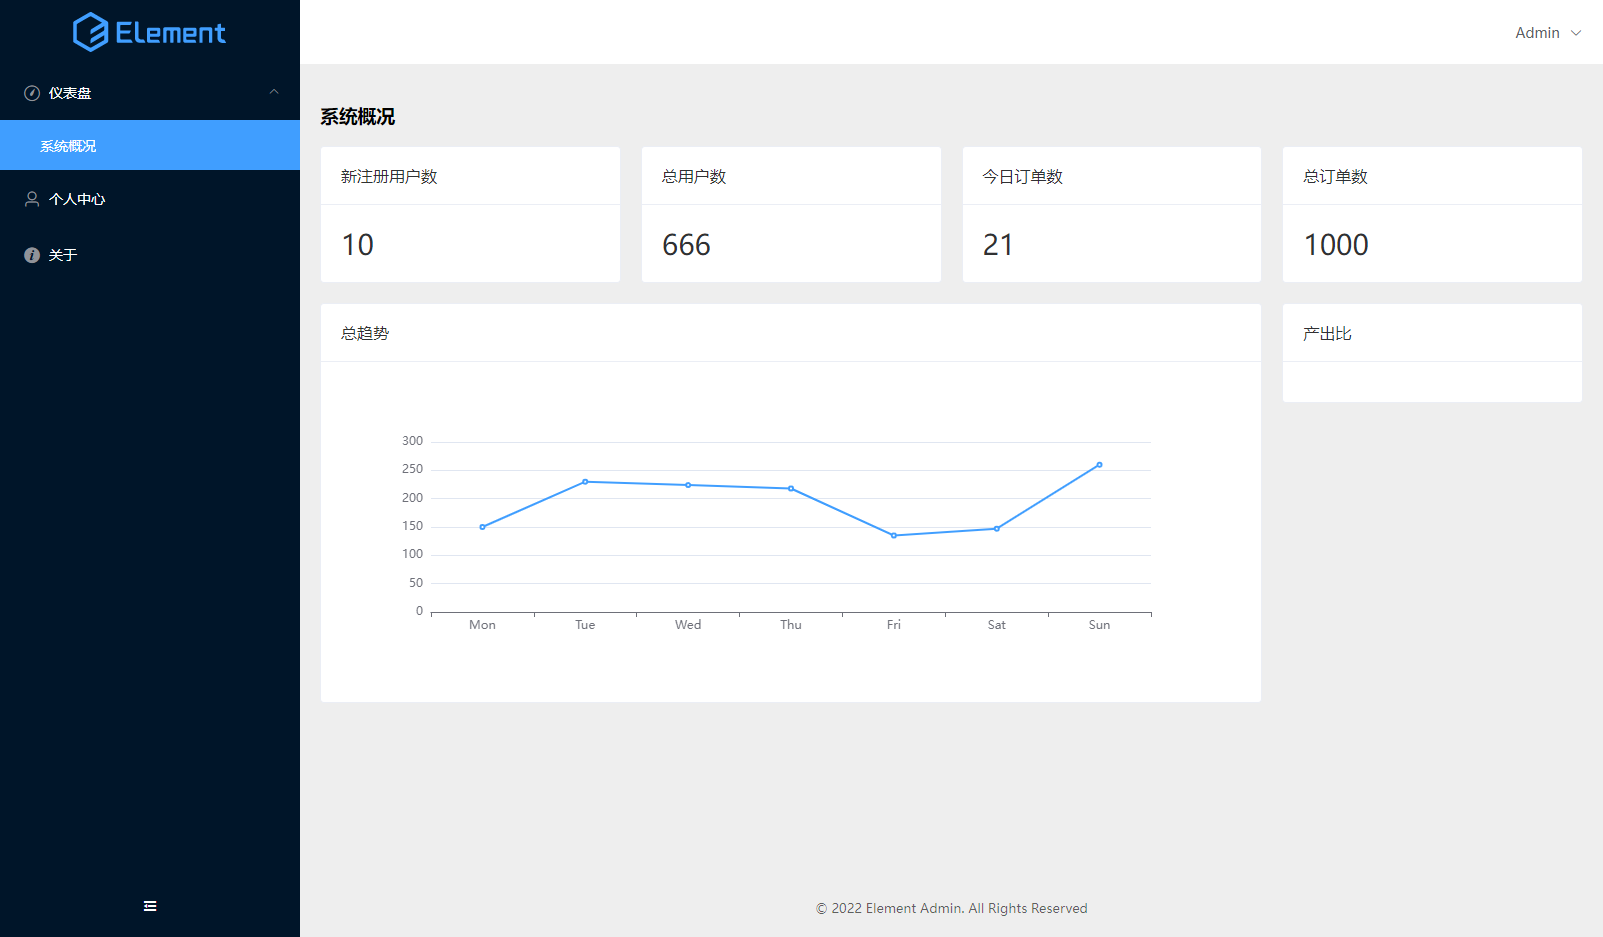 Element
Admin
仪表盘
系统概况
个人中心
关于
系统概况
新注册用户数
10
总用户数
666
今日订单数
21
总订单数
1000
总趋势
300
250
200
150
100
50
0
Mon Tue Wed Thu Fri Sat Sun
产出比
© 2022 Element Admin. All Rights Reserved